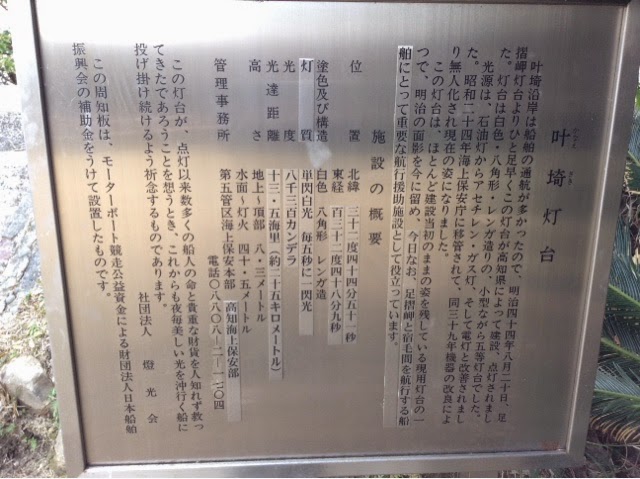 叶埼灯台
かなえ ざき
叶埼沿岸は船舶の通航が多かったので、明治四十四年八月二十日、足
摺岬灯台よりひと足早くこの灯台が高知県によって建設、点灯されまし
た。灯台は白色・八角形・レンガ造りの、小型ながら五等灯台でした。
光源は、石油灯からアセチレン・ガス灯、そして電灯と改善されまし
た。昭和二十四年海上保安庁に移管されて、同三十九年機器の改良によ
り無人化され現在の姿になりました。
この灯台は、ほとんど建設当初のままの姿を残している現用灯台の一
つで、明治の面影を今に留め、今日なお、足摺岬と宿毛間を航行する船
舶にとって重要な航行援助施設として役立っています。
施設の概要
位置 北緯 三十二度四十四分五十一秒
東経 百三十二度四十八分九秒
塗色及び構造 白色 八角形 レンガ造
灯質 単閃白光 毎五秒に一閃光
光度 八千三百カンデラ
光達距離 十三・五海里(約二十五キロメートル)
高さ 地上〜頂部 八・三メートル
水面〜灯火 四十・五メートル
管理事務所 第五管区海上保安本部 高知海上保安部
電話〇八八〇八-二-一二〇四
この灯台が、点灯以来数多くの船人の命と貴重な財貨を人知れず救っ
てきたであろうことを想うとき、これからも夜毎美しい光を沖行く船に
投げ掛け続けるよう祈念するものであります。
社団法人 燈光会
この周知板は、モーターボート競走公益資金による財団法人日本船舶
振興会の補助金をうけて設置したものです。